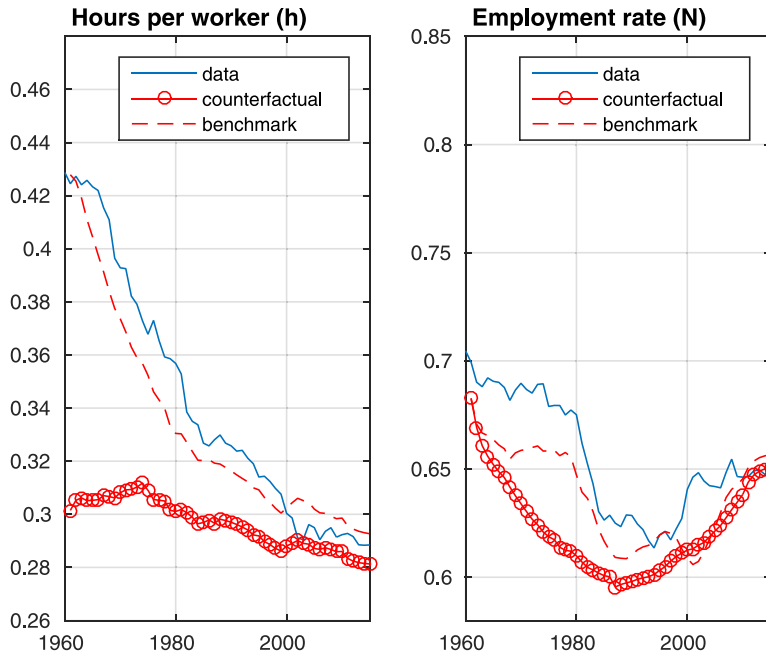 Hours per worker (h)
0.46
0.44
0.42
0.4
0.38
0.36
0.34
0.32
0.3
0.28
0.26
1960
1980
2000
data
counterfactual
benchmark
Employment rate (N)
0.85
0.8
0.75
0.7
0.65
0.6
1960
1980
2000
data
counterfactual
benchmark